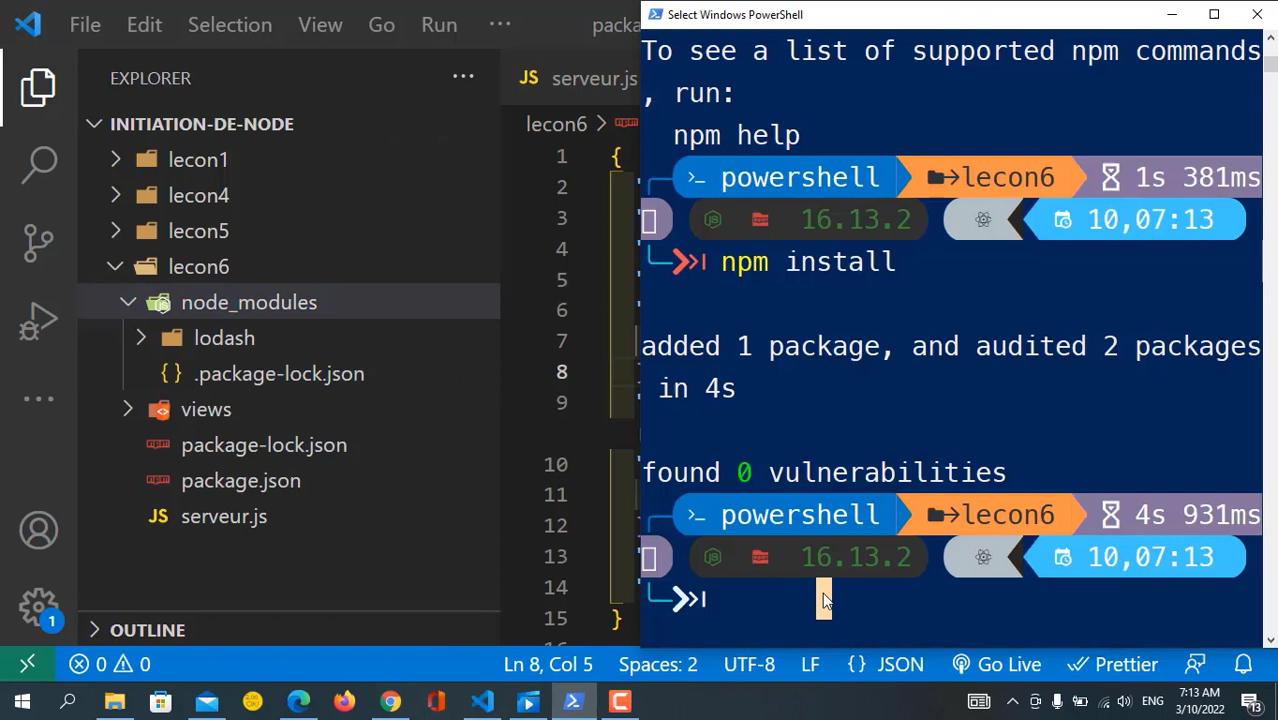 File Edit Selection View Go Run ··· packa
EXPLORER
INITIATION-DE-NODE
lecon1
lecon4
lecon5
lecon6
node_modules
lodash
{} .package-lock.json
views
package-lock.json
package.json
JS serveur.js
OUTLINE
JS serveur.js
lecon6 >
1 {
2
3
4
5
6
7
8
9
10
11
12
13
14
15 }
16
Select Windows PowerShell
To see a list of supported npm commands
, run:
npm help
powershell lecon6 1s 381ms
16.13.2 10,07:13
npm install
added 1 package, and audited 2 packages
in 4s
found 0 vulnerabilities
powershell lecon6 4s 931ms
16.13.2 10,07:13
1
0 0 Ln 8, Col 5 Spaces: 2 UTF-8 LF {} JSON Go Live Prettier
ENG
7:13 AM
3/10/2022
13